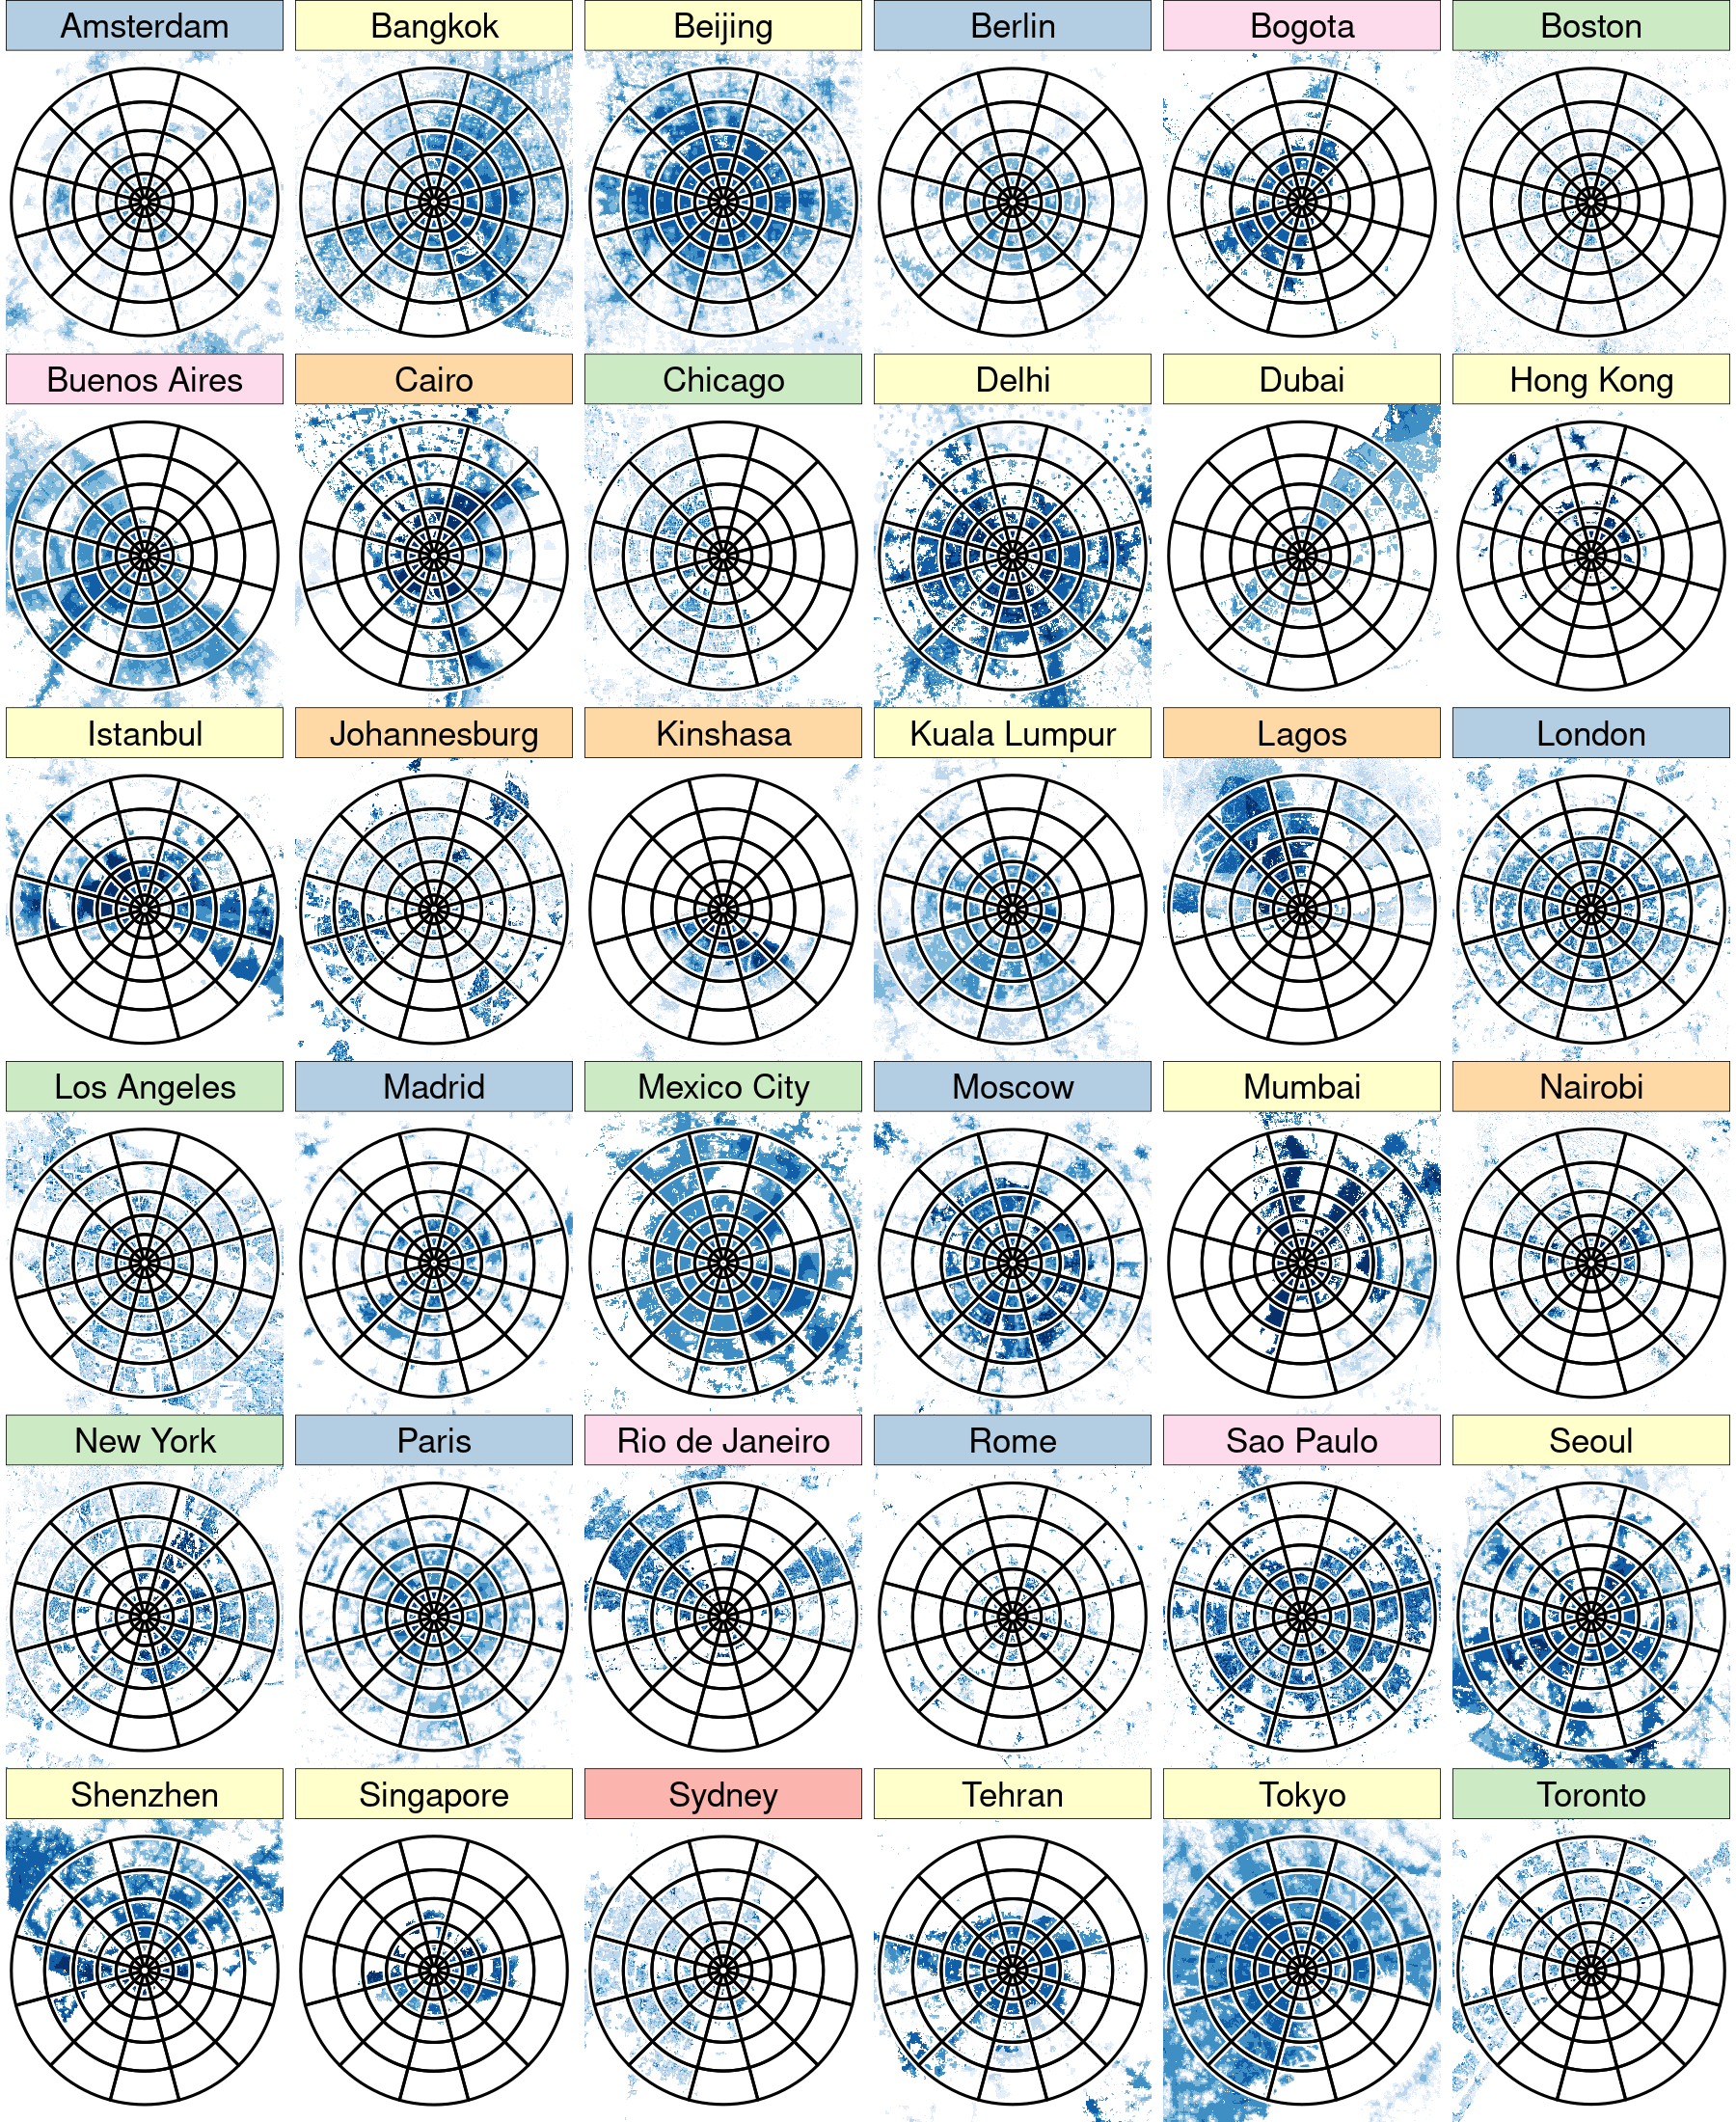 Amsterdam
Bangkok
Beijing
Berlin
Bogota
Boston
Buenos Aires
Cairo
Chicago
Delhi
Dubai
Hong Kong
Istanbul
Johannesburg
Kinshasa
Kuala Lumpur
Lagos
London
Los Angeles
Madrid
Mexico City
Moscow
Mumbai
Nairobi
New York
Paris
Rio de Janeiro
Rome
Sao Paulo
Seoul
Shenzhen
Singapore
Sydney
Tehran
Tokyo
Toronto